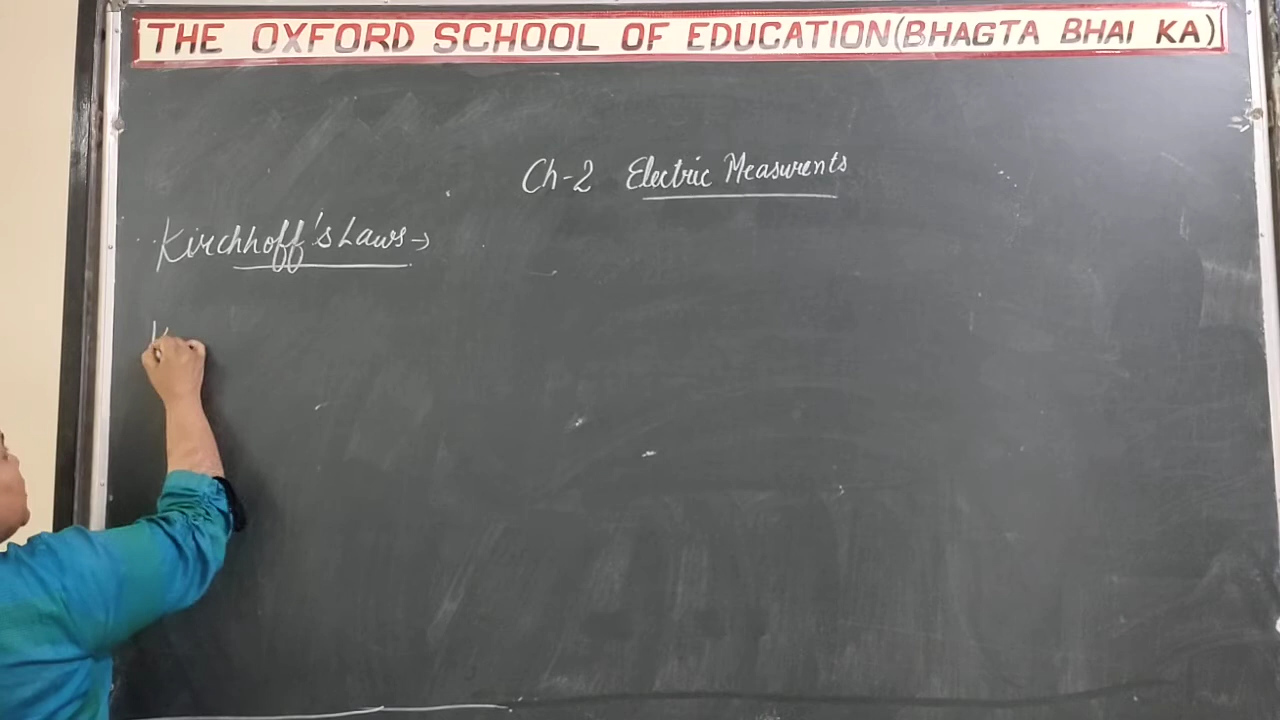 THE OXFORD SCHOOL OF EDUCATION(BHAGTA BHAI KA)
Ch-2 Electric Measurents
Kirchhoff's Laws→